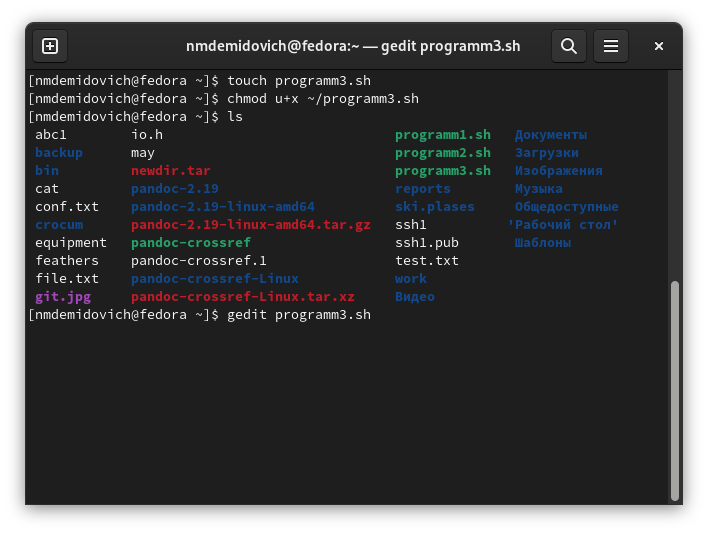 nmdemidovich@fedora:~ — gedit programm3.sh
[nmdemidovich@fedora ~]$ touch programm3.sh
[nmdemidovich@fedora ~]$ chmod u+x ~/programm3.sh
[nmdemidovich@fedora ~]$ ls
abc1 io.h programm1.sh Документы
backup may programm2.sh Загрузки
bin newdir.tar programm3.sh Изображения
cat pandoc-2.19 reports Музыка
conf.txt pandoc-2.19-linux-amd64 ski.plases Общедоступные
crocum pandoc-2.19-linux-amd64.tar.gz ssh1 'Рабочий стол'
equipment pandoc-crossref ssh1.pub Шаблоны
feathers pandoc-crossref.1 test.txt
file.txt pandoc-crossref-Linux work
git.jpg pandoc-crossref-Linux.tar.xz Видео
[nmdemidovich@fedora ~]$ gedit programm3.sh